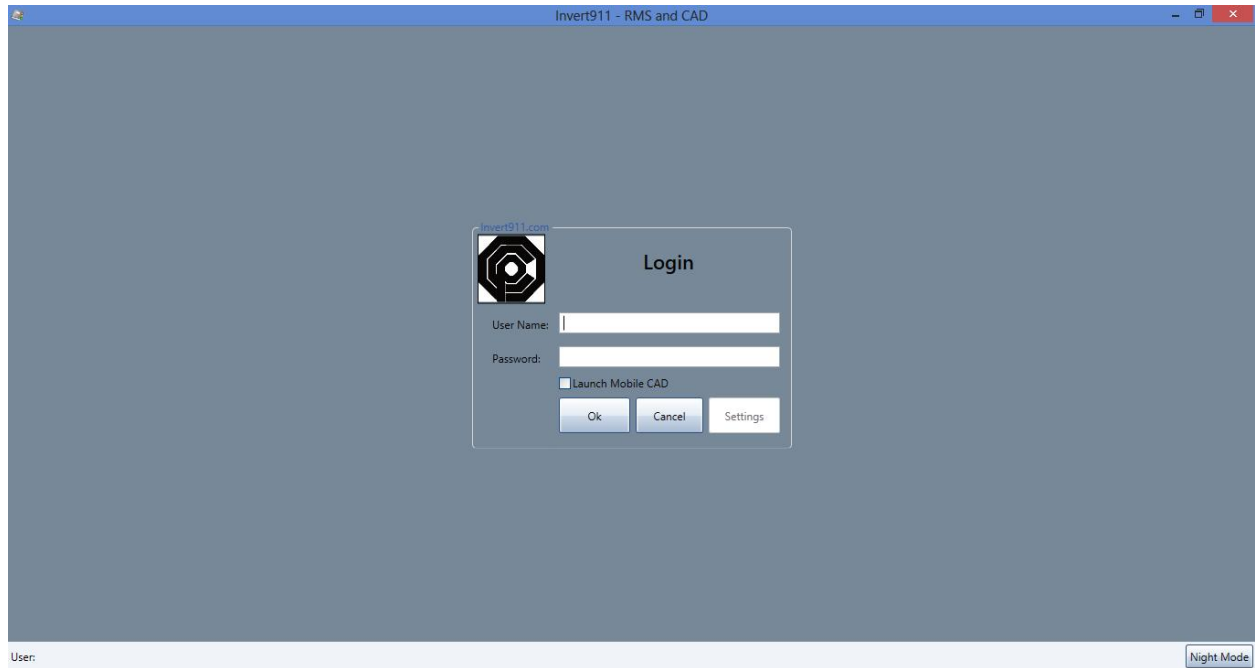 Invert911 - RMS and CAD
Invert911.com
Login
User Name:
Password:
Launch Mobile CAD
Ok Cancel Settings
User: Night Mode